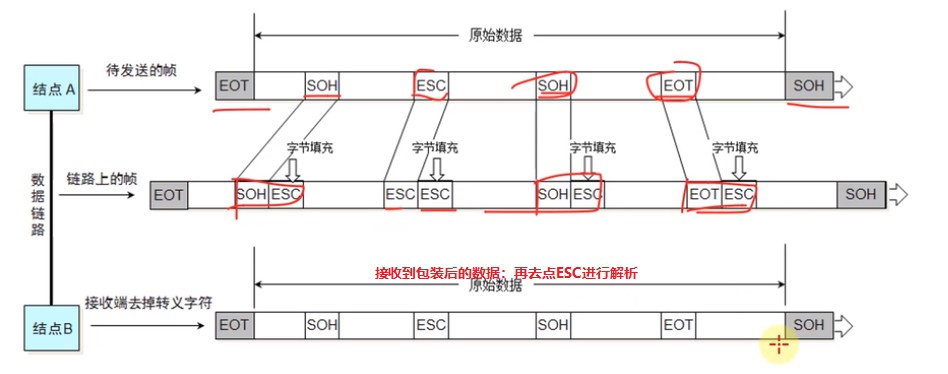 原始数据
结点A
待发送的帧
EOT SOH ESC SOH EOT SOH
字节填充 字节填充 字节填充 字节填充
数据链路
链路上的帧
EOT SOH ESC ESC ESC SOH ESC EOT ESC SOH
接收到包装后的数据：再去点ESC进行解析
原始数据
结点B
接收端去掉转义字符
EOT SOH ESC SOH EOT SOH